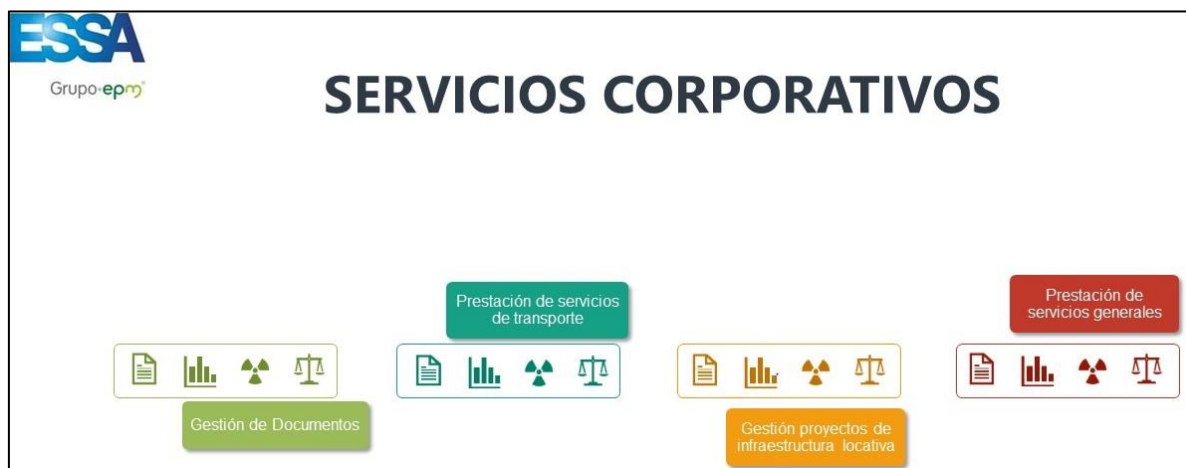 ESSA
Grupo·epm®
SERVICIOS CORPORATIVOS
Prestación de servicios
de transporte
Prestación de
servicios generales
Gestión de Documentos
Gestión proyectos de
infraestructura locativa